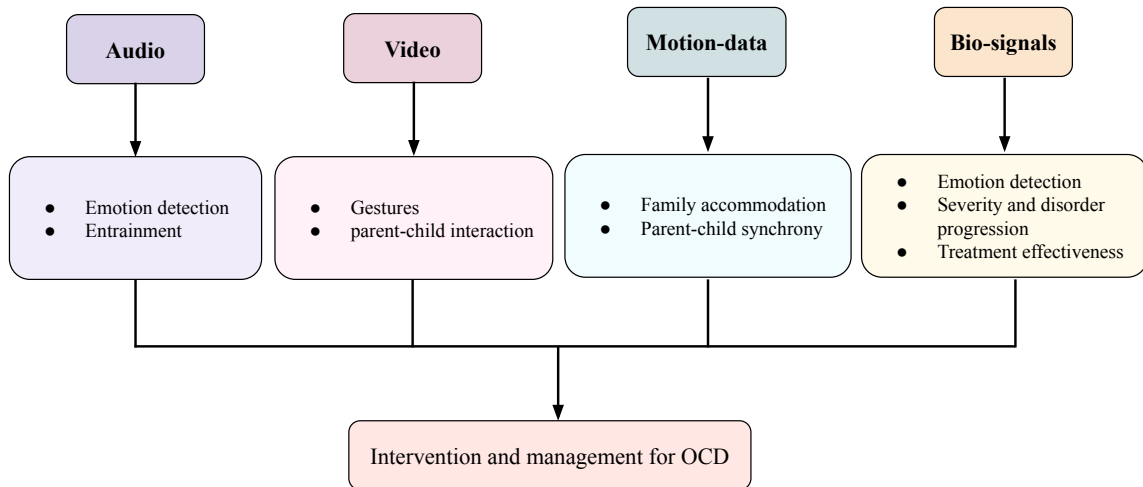 Audio
Video
Motion-data
Bio-signals
● Emotion detection
● Entrainment
● Gestures
● parent-child interaction
● Family accommodation
● Parent-child synchrony
● Emotion detection
● Severity and disorder
progression
● Treatment effectiveness
Intervention and management for OCD